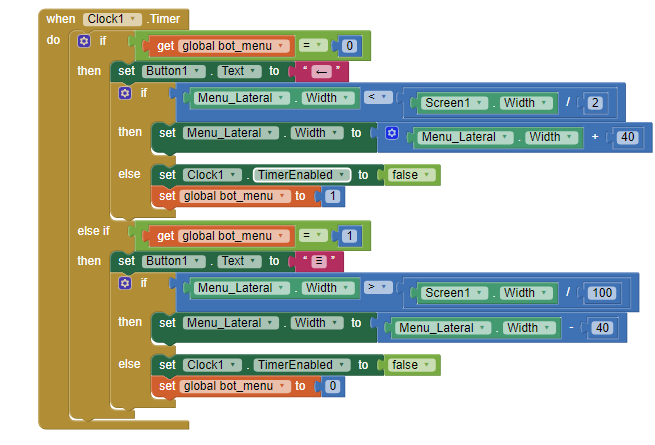 when Clock1 .Timer
do if get global bot_menu = 0
then set Button1 . Text to " ← "
if Menu_Lateral . Width < Screen1 . Width / 2
then set Menu_Lateral . Width to Menu_Lateral . Width + 40
else set Clock1 . TimerEnabled to false
set global bot_menu to 1
else if get global bot_menu = 1
then set Button1 . Text to " ≡ "
if Menu_Lateral . Width > Screen1 . Width / 100
then set Menu_Lateral . Width to Menu_Lateral . Width - 40
else set Clock1 . TimerEnabled to false
set global bot_menu to 0